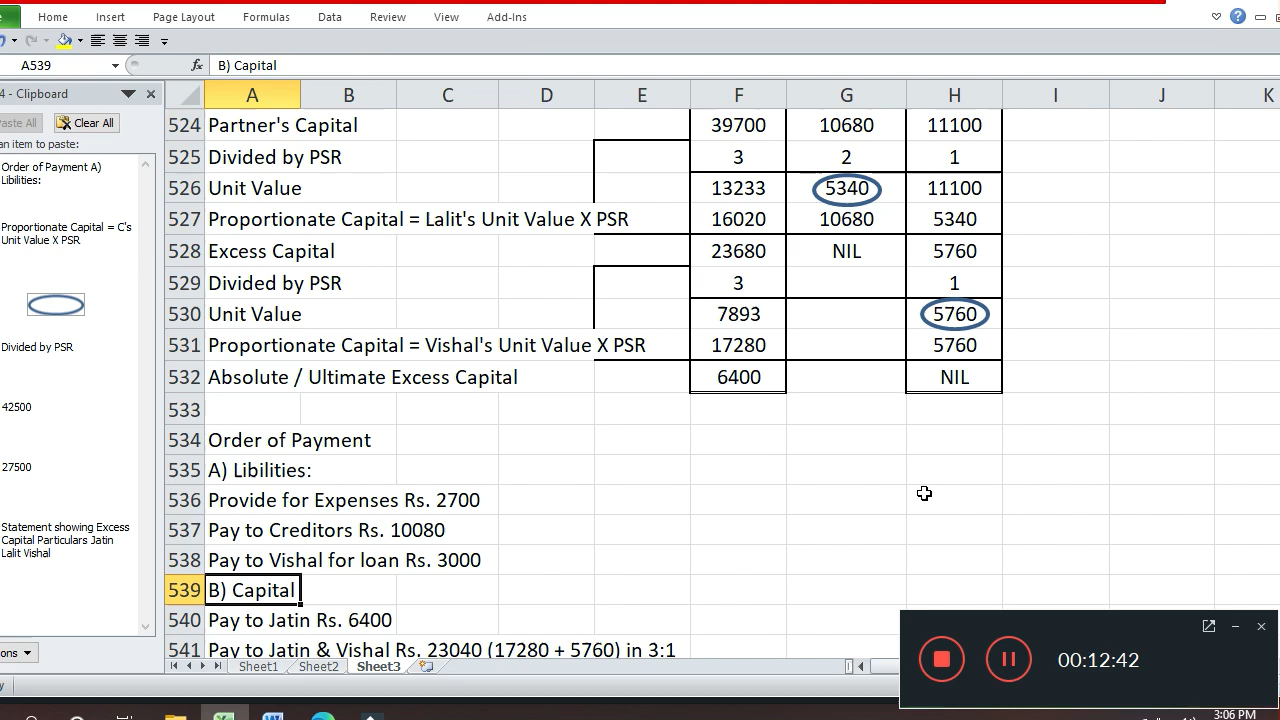 Home Insert Page Layout Formulas Data Review View Add-Ins
A539 fx B) Capital
4 - Clipboard
A B C D E F G H I J K
aste All Clear All
an item to paste:
Order of Payment A)
Libilities:
Proportionate Capital = C's
Unit Value X PSR
Divided by PSR
42500
27500
Statement showing Excess
Capital Particulars Jatin
Lalit Vishal
ons
524 Partner's Capital 39700 10680 11100
525 Divided by PSR 3 2 1
526 Unit Value 13233 5340 11100
527 Proportionate Capital = Lalit's Unit Value X PSR 16020 10680 5340
528 Excess Capital 23680 NIL 5760
529 Divided by PSR 3 1
530 Unit Value 7893 5760
531 Proportionate Capital = Vishal's Unit Value X PSR 17280 5760
532 Absolute / Ultimate Excess Capital 6400 NIL
533
534 Order of Payment
535 A) Libilities:
536 Provide for Expenses Rs. 2700
537 Pay to Creditors Rs. 10080
538 Pay to Vishal for loan Rs. 3000
539 B) Capital
540 Pay to Jatin Rs. 6400
541 Pay to Jatin & Vishal Rs. 23040 (17280 + 5760) in 3:1
Sheet1 Sheet2 Sheet3
00:12:42
3:06 PM